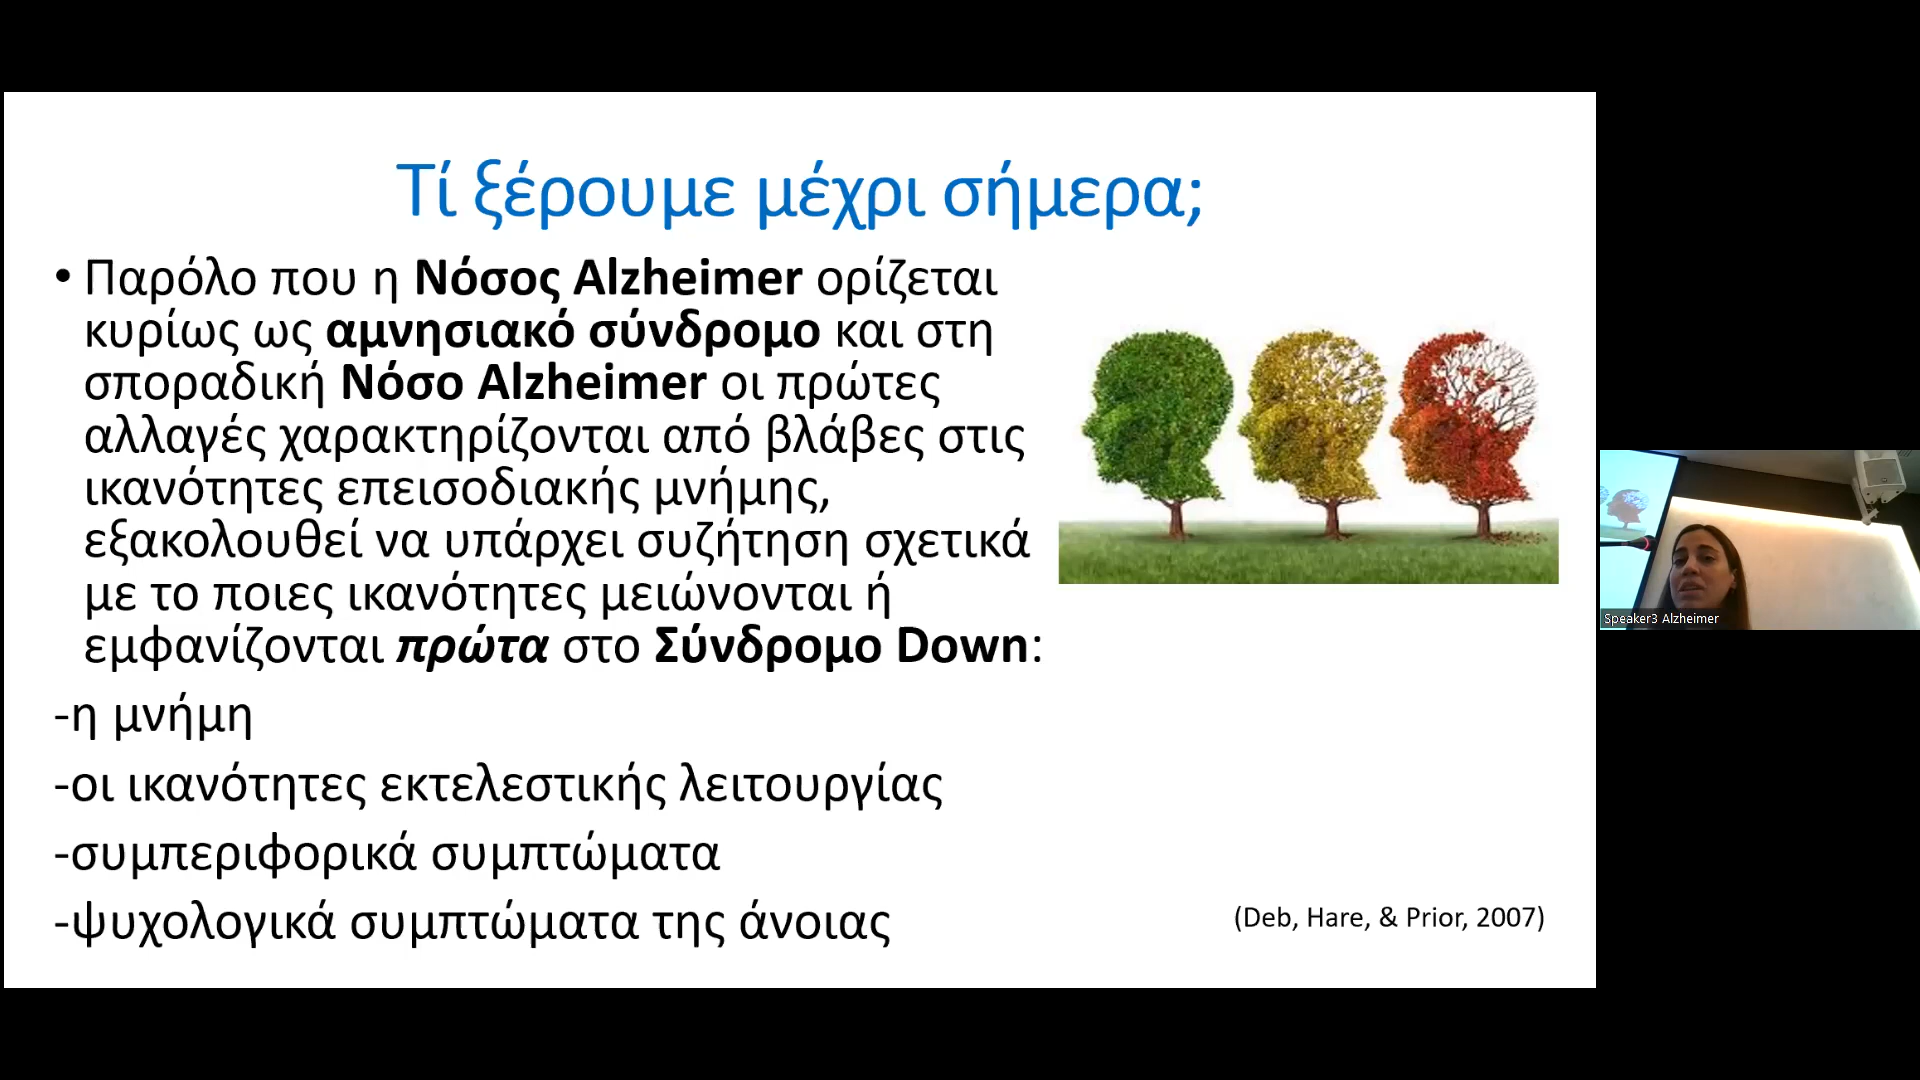 Τί ξέρουμε μέχρι σήμερα;
• Παρόλο που η Νόσος Alzheimer ορίζεται
κυρίως ως αμνησιακό σύνδρομο και στη
σποραδική Νόσο Alzheimer οι πρώτες
αλλαγές χαρακτηρίζονται από βλάβες στις
ικανότητες επεισοδιακής μνήμης,
εξακολουθεί να υπάρχει συζήτηση σχετικά
με το ποιες ικανότητες μειώνονται ή
εμφανίζονται πρώτα στο Σύνδρομο Down:
-η μνήμη
-οι ικανότητες εκτελεστικής λειτουργίας
-συμπεριφορικά συμπτώματα
-ψυχολογικά συμπτώματα της άνοιας
(Deb, Hare, & Prior, 2007)
Speaker3 Alzheimer